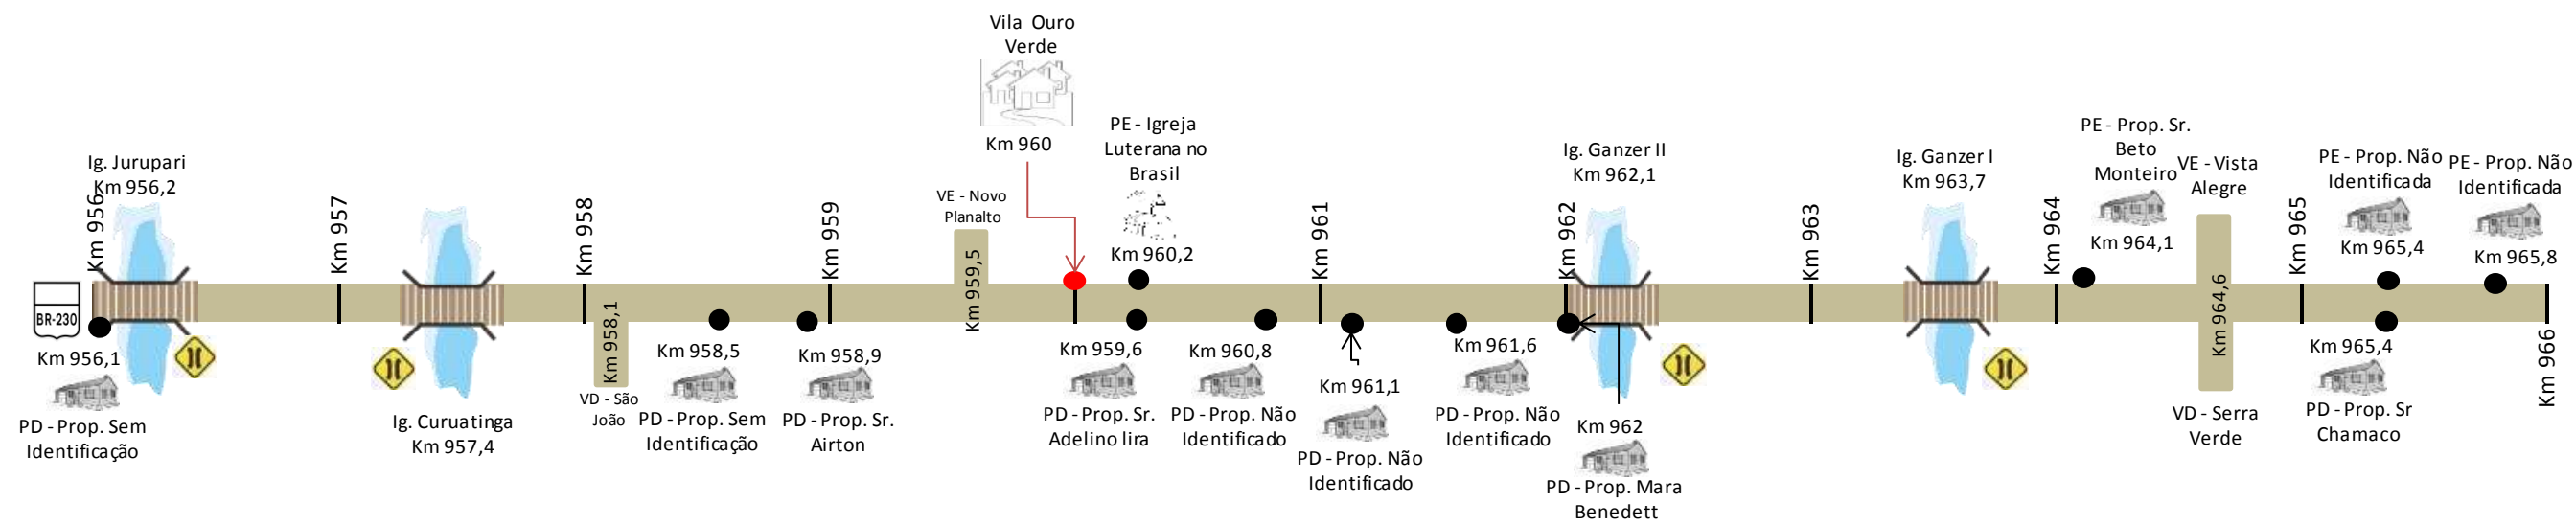 Vila Ouro
Verde
Km 960
PE - Igreja
Luterana no
Brasil
Km 960,2
PE - Prop. Sr.
Beto
Monteiro
Km 964,1
VE - Vista
Alegre
PE - Prop. Não
Identificada
Km 965,4
PE - Prop. Não
Identificada
Km 965,8
Ig. Jurupari
Km 956,2
Ig. Ganzer II
Km 962,1
Ig. Ganzer I
Km 963,7
VE - Novo
Planalto
Km 956
Km 957
Km 958
Km 959
Km 961
Km 962
Km 963
Km 964
Km 965
Km 966
BR-230
Km 958,1
Km 959,5
Km 964,6
Km 956,1
PD - Prop. Sem
Identificação
Ig. Curuatinga
Km 957,4
VD - São
João
Km 958,5
PD - Prop. Sem
Identificação
Km 958,9
PD - Prop. Sr.
Airton
Km 959,6
PD - Prop. Sr.
Adelino lira
Km 960,8
PD - Prop. Não
Identificado
Km 961,1
PD - Prop. Não
Identificado
Km 961,6
PD - Prop. Não
Identificado
Km 962
PD - Prop. Mara
Benedett
VD - Serra
Verde
Km 965,4
PD - Prop. Sr
Chamaco